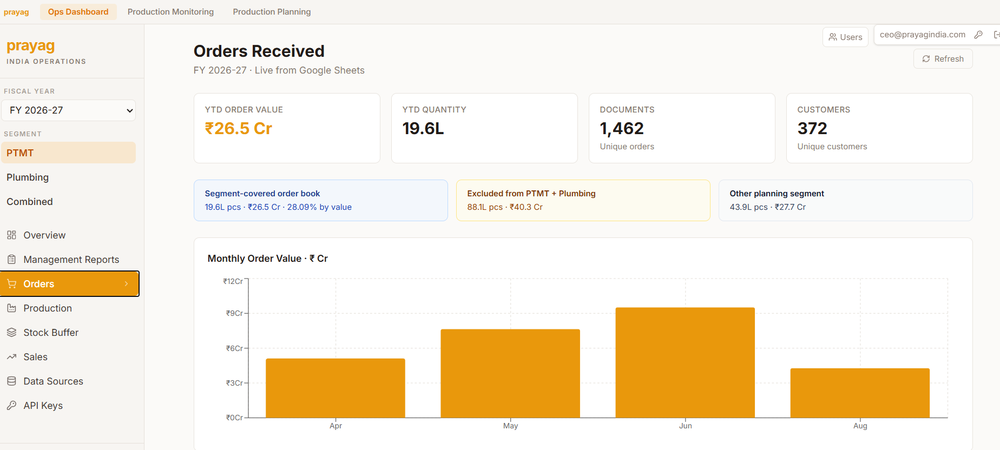 prayag
Ops Dashboard
Production Monitoring
Production Planning
prayag
INDIA OPERATIONS
FISCAL YEAR
FY 2026-27
SEGMENT
PTMT
Plumbing
Combined
Overview
Management Reports
Orders
Production
Stock Buffer
Sales
Data Sources
API Keys
Users
ceo@prayagindia.com
Refresh
Orders Received
FY 2026-27 · Live from Google Sheets
YTD ORDER VALUE
₹26.5 Cr
YTD QUANTITY
19.6L
DOCUMENTS
1,462
Unique orders
CUSTOMERS
372
Unique customers
Segment-covered order book
19.6L pcs · ₹26.5 Cr · 28.09% by value
Excluded from PTMT + Plumbing
88.1L pcs · ₹40.3 Cr
Other planning segment
43.9L pcs · ₹27.7 Cr
Monthly Order Value · ₹ Cr
₹12Cr
₹9Cr
₹6Cr
₹3Cr
₹0Cr
Apr
May
Jun
Aug